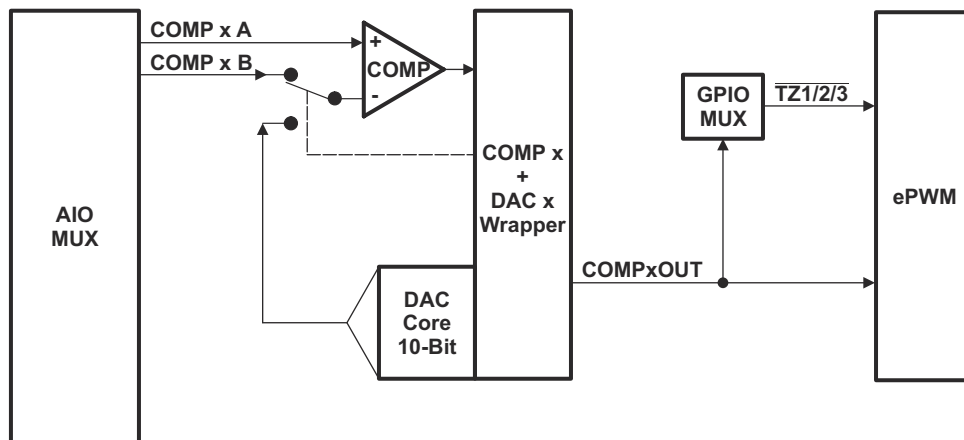 AIO
MUX
COMP x A
COMP x B
+
COMP
-
COMP x
+
DAC x
Wrapper
DAC
Core
10-Bit
COMPxOUT
GPIO
MUX
TZ1/2/3
ePWM